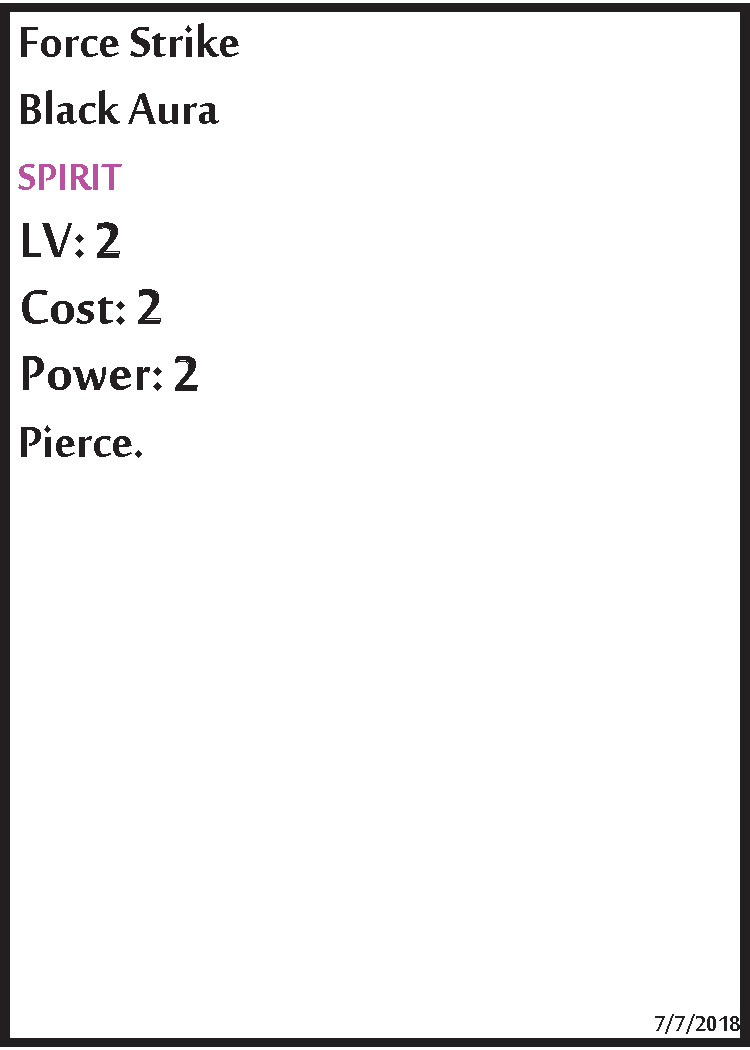 Force Strike
Black Aura
SPIRIT
LV: 2
Cost: 2
Power: 2
Pierce.
7/7/2018